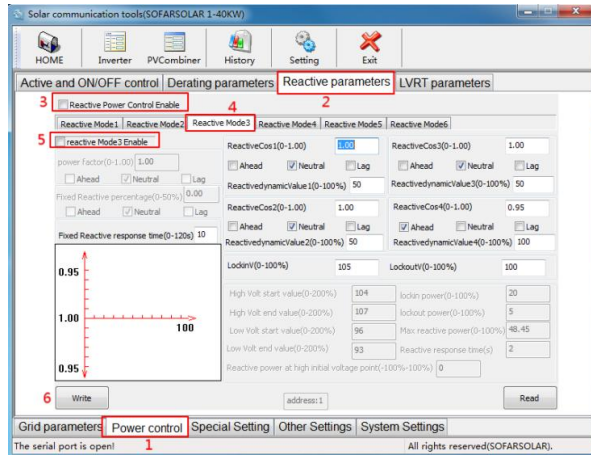 Solar communication tools(SOFARSOLAR 1-40KW)
HOME Inverter PVCombiner History Setting Exit
Active and ON/OFF control Derating parameters Reactive parameters LVRT parameters
2
3 Reactive Power Control Enable
4
Reactive Mode1 Reactive Mode2 Reactive Mode3 Reactive Mode4 Reactive Mode5 Reactive Mode6
5 reactive Mode3 Enable
power factor(0-1.00) 1.00
Ahead Neutral Lag
Fixed Reactive percentage(0-50%) 0.00
Ahead Neutral Lag
Fixed Reactive response time(0-120s) 10
0.95
1.00
100
0.95
ReactiveCos1(0-1.00) 1.00 ReactiveCos3(0-1.00) 1.00
Ahead Neutral Lag Ahead Neutral Lag
ReactivedynamicValue1(0-100%) 50 ReactivedynamicValue3(0-100%) 50
ReactiveCos2(0-1.00) 1.00 ReactiveCos4(0-1.00) 0.95
Ahead Neutral Lag Ahead Neutral Lag
ReactivedynamicValue2(0-100%) 50 ReactivedynamicValue4(0-100%) 100
LockinV(0-100%) 105 LockoutV(0-100%) 100
High Volt start value(0-200%) 104 lockin power(0-100%) 20
High Volt end value(0-200%) 107 lockout power(0-100%) 5
Low Volt start value(0-200%) 96 Max reactive power(0-100%) 48.45
Low Volt end value(0-200%) 93 Reactive response time(s) 2
Reactive power at high initial voltage point(-100%-100%) 0
6 Write address:1 Read
Grid parameters Power control Special Setting Other Settings System Settings
1
The serial port is open! All rights reserved(SOFARSOLAR).